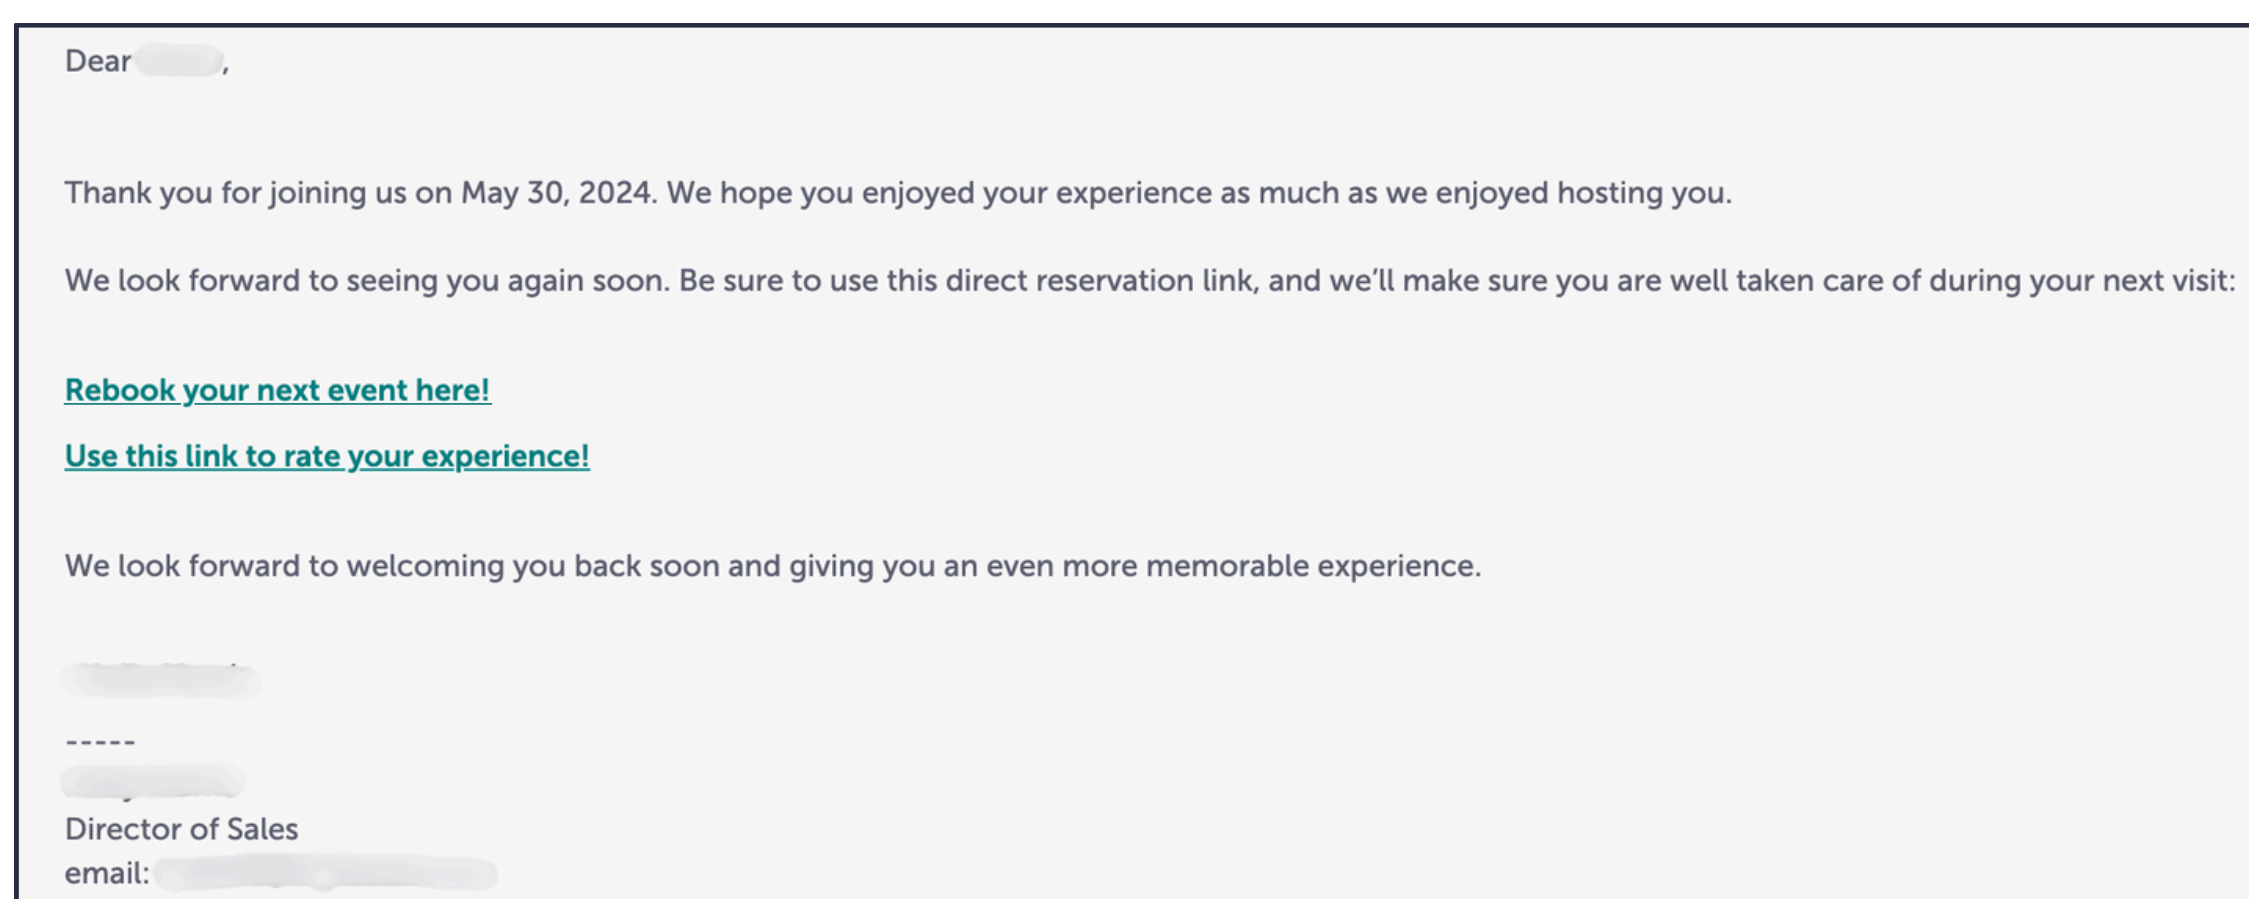 Dear ,
Thank you for joining us on May 30, 2024. We hope you enjoyed your experience as much as we enjoyed hosting you.
We look forward to seeing you again soon. Be sure to use this direct reservation link, and we’ll make sure you are well taken care of during your next visit:
Rebook your next event here!
Use this link to rate your experience!
We look forward to welcoming you back soon and giving you an even more memorable experience.
-----
Director of Sales
email: